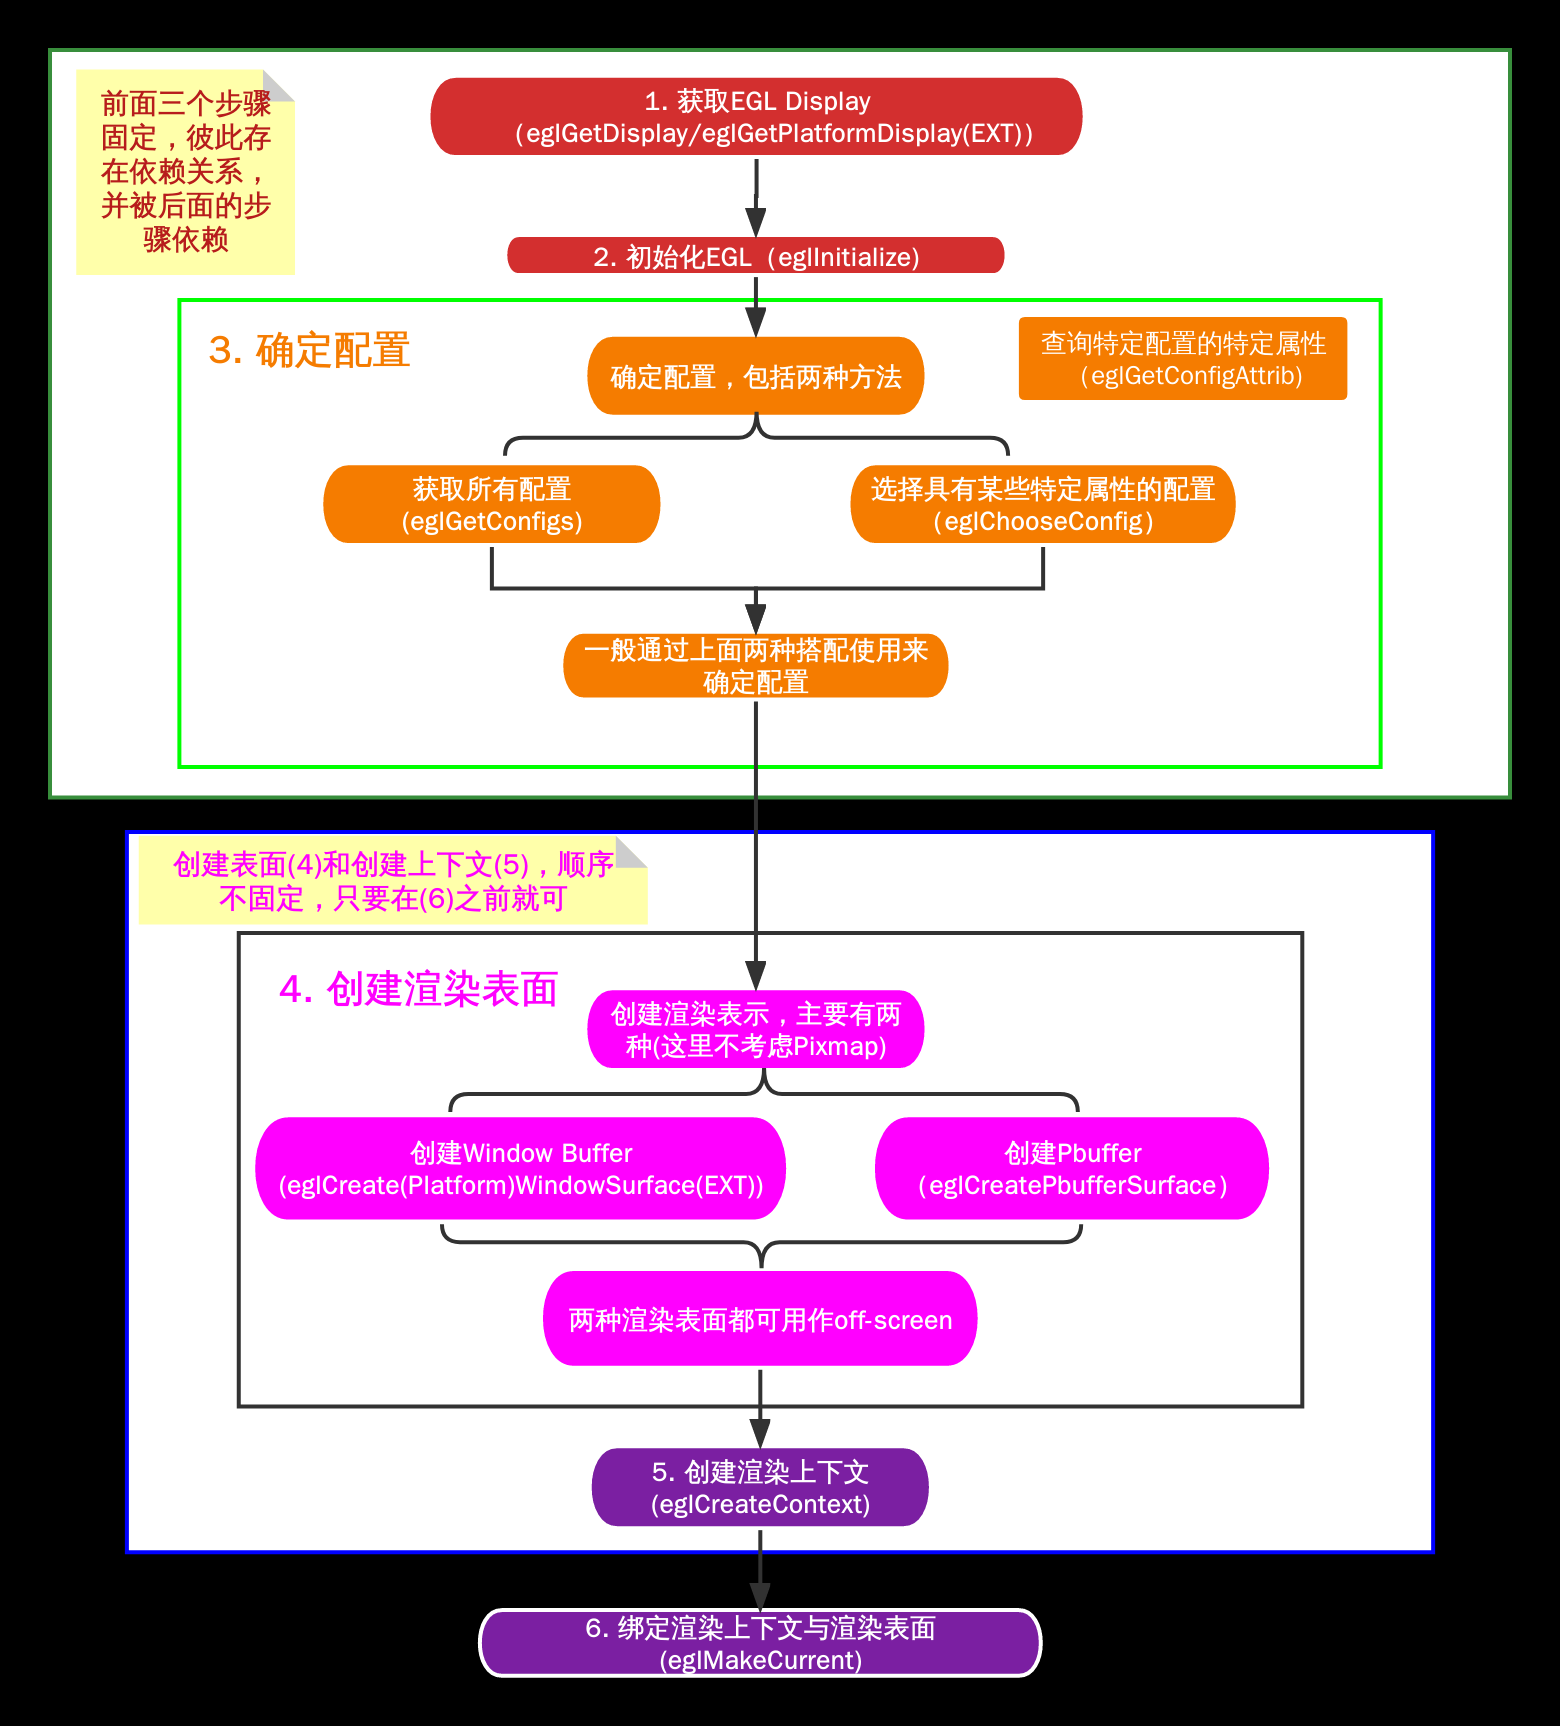 前面三个步骤
固定，彼此存
在依赖关系，
并被后面的步
骤依赖
1. 获取EGL Display
（eglGetDisplay/eglGetPlatformDisplay(EXT)）
2. 初始化EGL（eglInitialize)
3. 确定配置
确定配置，包括两种方法
查询特定配置的特定属性
（eglGetConfigAttrib)
获取所有配置
(eglGetConfigs)
选择具有某些特定属性的配置
（eglChooseConfig）
一般通过上面两种搭配使用来
确定配置
创建表面(4)和创建上下文(5)，顺序
不固定，只要在(6)之前就可
4. 创建渲染表面
创建渲染表示，主要有两
种(这里不考虑Pixmap)
创建Window Buffer
(eglCreate(Platform)WindowSurface(EXT))
创建Pbuffer
（eglCreatePbufferSurface）
两种渲染表面都可用作off-screen
5. 创建渲染上下文
(eglCreateContext)
6. 绑定渲染上下文与渲染表面
(eglMakeCurrent)